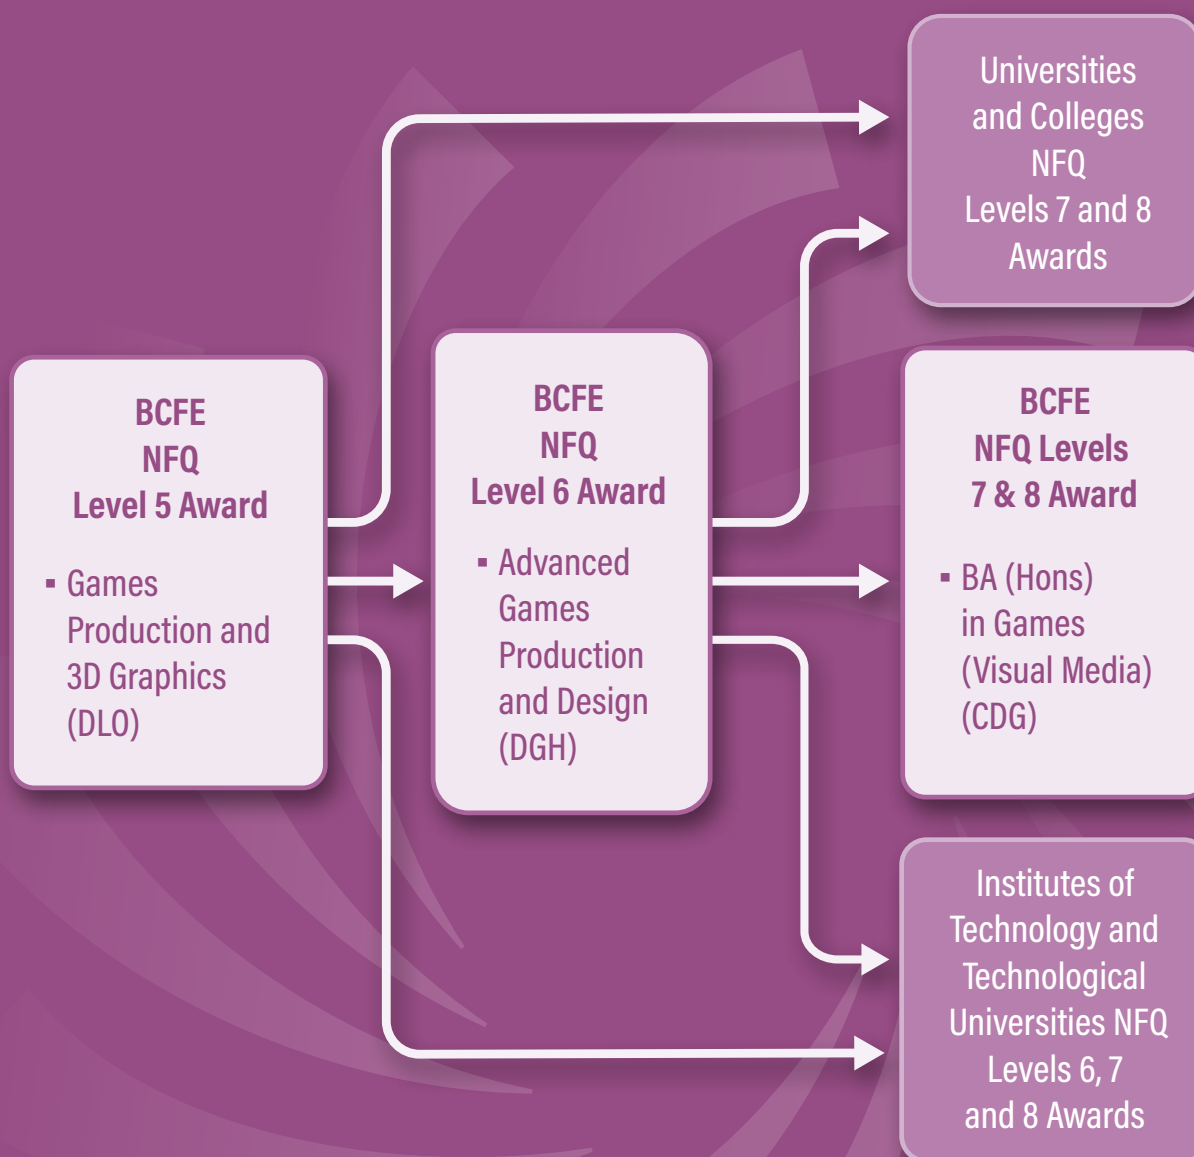 BCFE
NFQ
Level 5 Award
▪ Games
Production and
3D Graphics
(DLO)
BCFE
NFQ
Level 6 Award
▪ Advanced
Games
Production
and Design
(DGH)
Universities
and Colleges
NFQ
Levels 7 and 8
Awards
BCFE
NFQ Levels
7 & 8 Award
▪ BA (Hons)
in Games
(Visual Media)
(CDG)
Institutes of
Technology and
Technological
Universities NFQ
Levels 6, 7
and 8 Awards